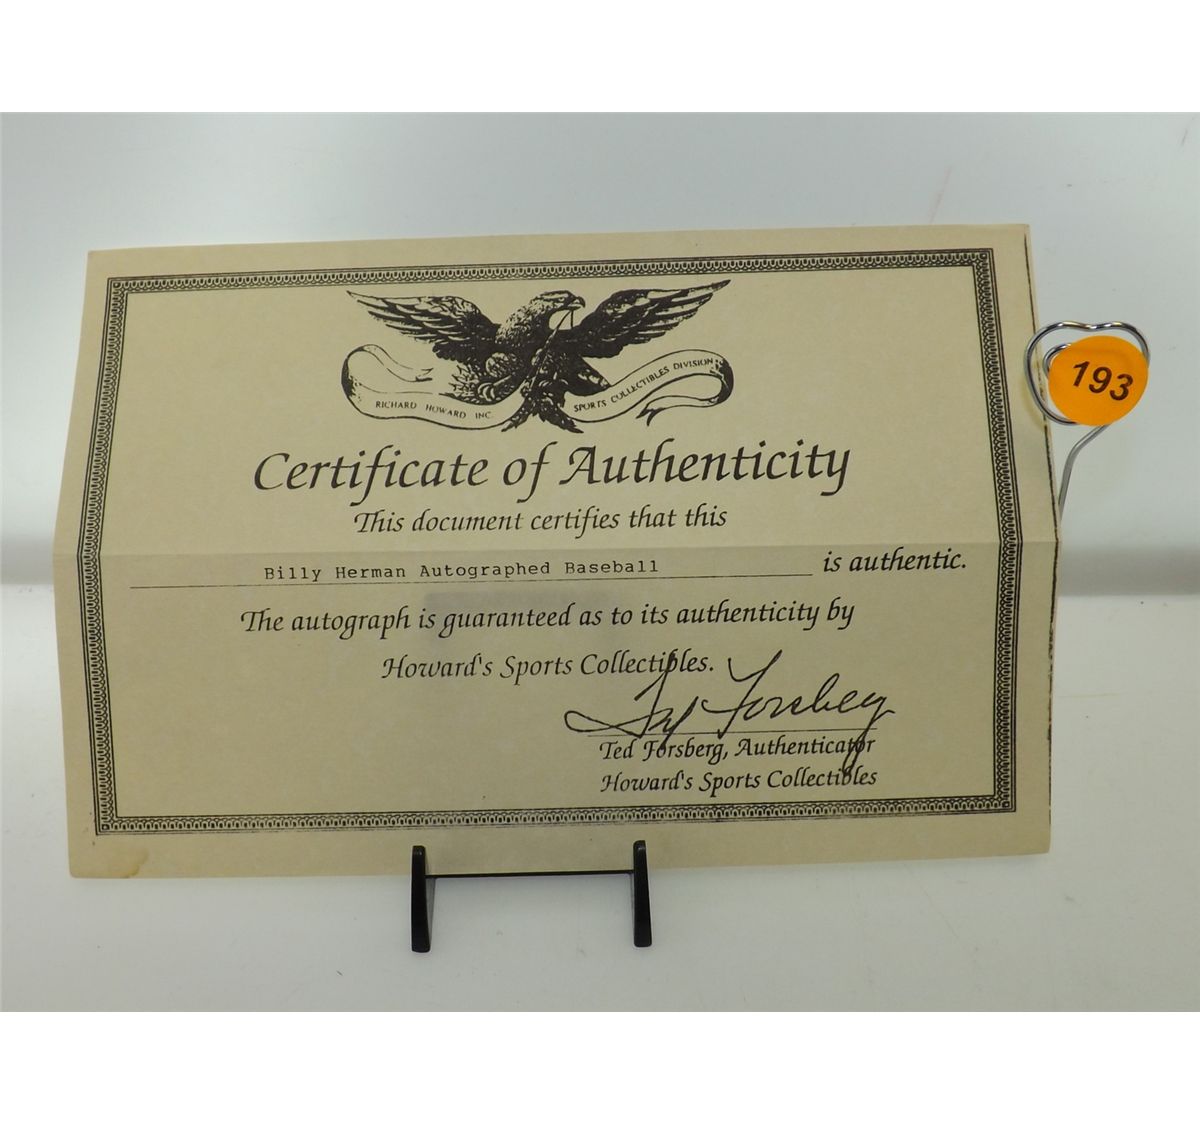 RICHARD HOWARD INC. SPORTS COLLECTIBLES DIVISION
Certificate of Authenticity
This document certifies that this
Billy Herman Autographed Baseball is authentic.
The autograph is guaranteed as to its authenticity by
Howard's Sports Collectibles.
Ted Forsberg
Ted Forsberg, Authenticator
Howard's Sports Collectibles
193